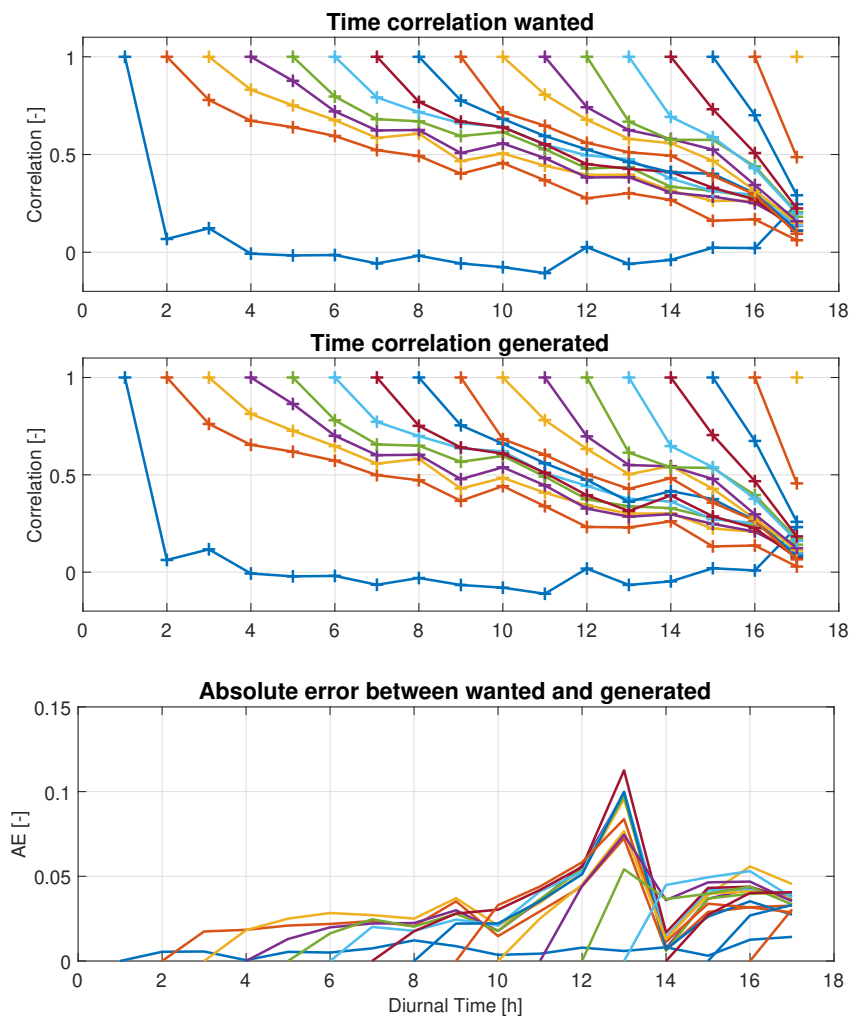 Time correlation wanted
Correlation [-]
1
0.5
0
0 2 4 6 8 10 12 14 16 18
Time correlation generated
Correlation [-]
1
0.5
0
0 2 4 6 8 10 12 14 16 18
Absolute error between wanted and generated
AE [-]
0.15
0.1
0.05
0
0 2 4 6 8 10 12 14 16 18
Diurnal Time [h]